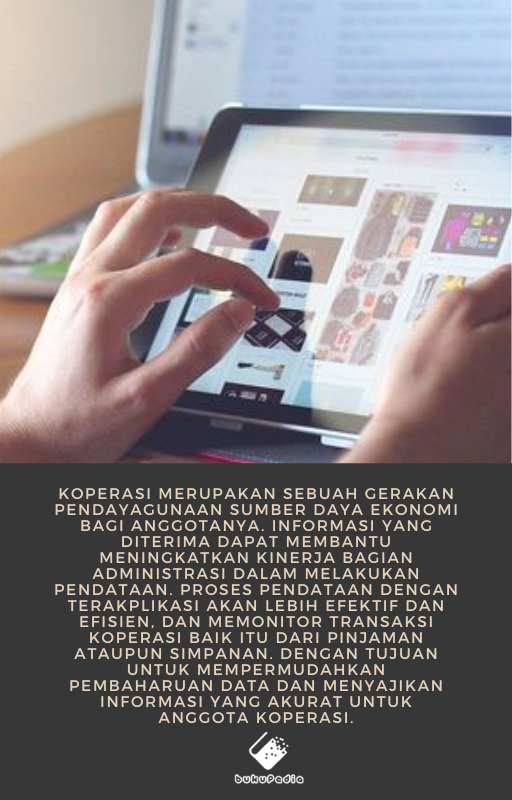 KOPERASI MERUPAKAN SEBUAH GERAKAN
PENDAYAGUNAAN SUMBER DAYA EKONOMI
BAGI ANGGOTANYA. INFORMASI YANG
DITERIMA DAPAT MEMBANTU
MENINGKATKAN KINERJA BAGIAN
ADMINISTRASI DALAM MELAKUKAN
PENDATAAN. PROSES PENDATAAN DENGAN
TERAKPLIKASI AKAN LEBIH EFEKTIF DAN
EFISIEN, DAN MEMONITOR TRANSAKSI
KOPERASI BAIK ITU DARI PINJAMAN
ATAUPUN SIMPANAN. DENGAN TUJUAN
UNTUK MEMPERMUDAHKAN
PEMBAHARUAN DATA DAN MENYAJIKAN
INFORMASI YANG AKURAT UNTUK
ANGGOTA KOPERASI.
bukupedia